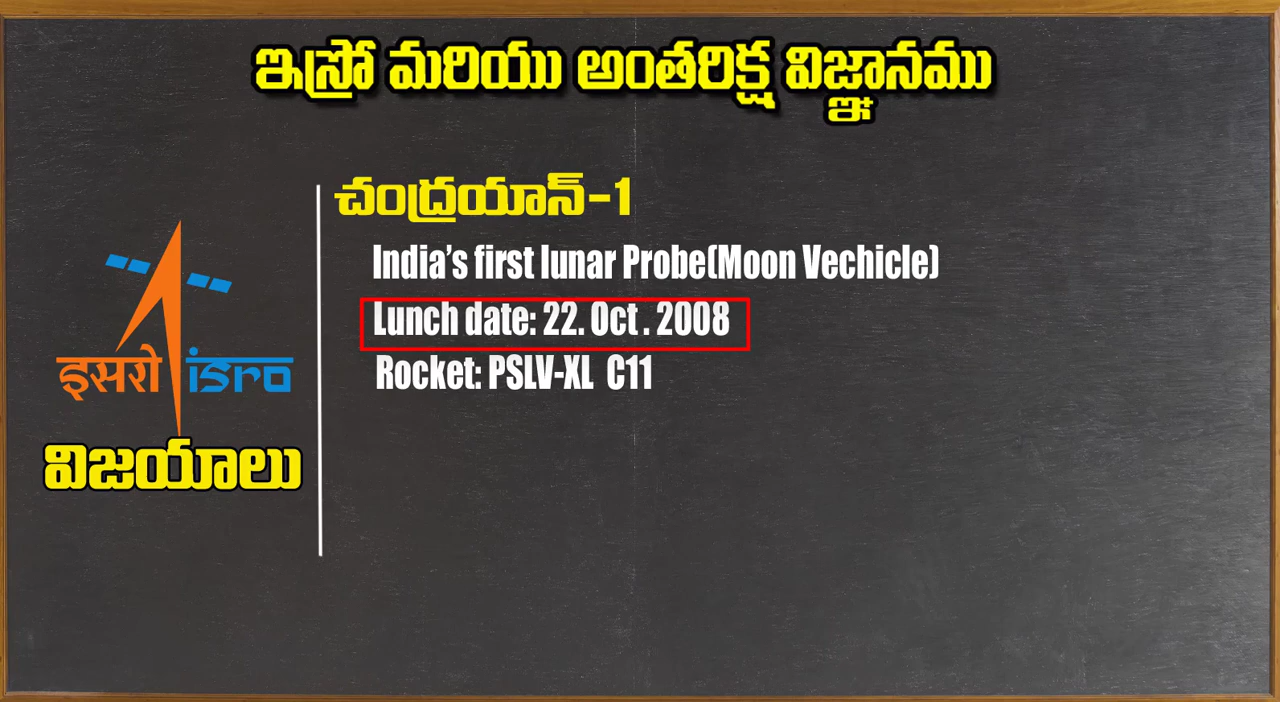 ఇస్రో మరియు అంతరిక్ష విజ్ఞానము
చంద్రయాన్-1
India's first lunar Probe(Moon Vechicle)
Lunch date: 22. Oct . 2008
Rocket: PSLV-XL C11
इसरो isro
విజయాలు